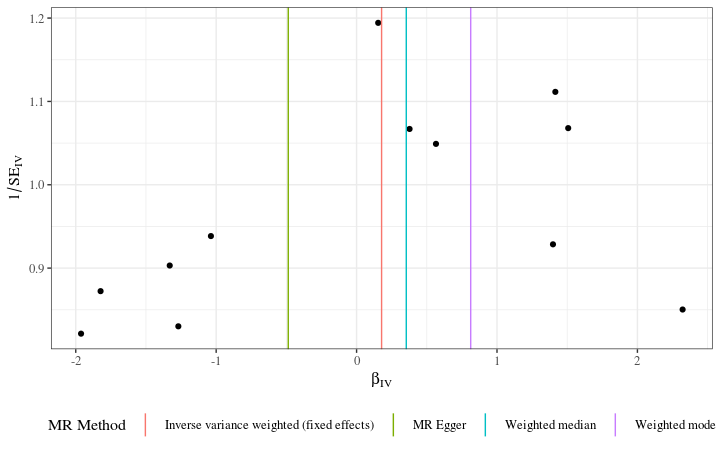 1.2
1.1
1.0
0.9
1/SE_IV
-2 -1 0 1 2
β_IV
MR Method Inverse variance weighted (fixed effects) MR Egger Weighted median Weighted mode